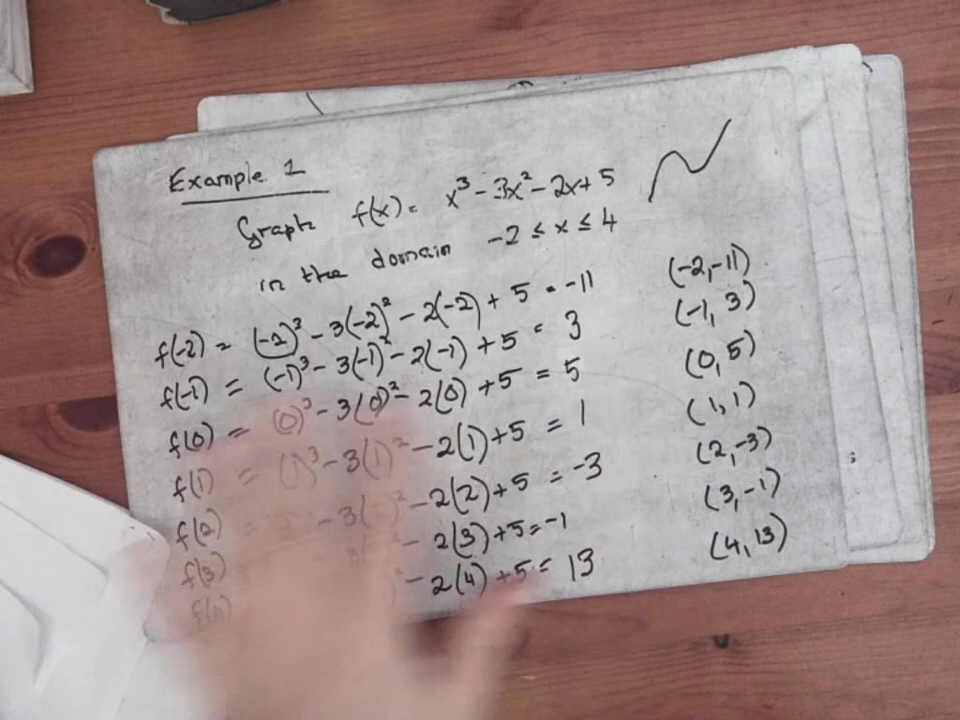 Example 1
Graph f(x) = x³ - 3x² - 2x + 5
in the domain -2 ≤ x ≤ 4
f(-2) = (-2)³ - 3(-2)² - 2(-2) + 5 = -11 (-2, -11)
f(-1) = (-1)³ - 3(-1)² - 2(-1) + 5 = 3 (-1, 3)
f(0) = (0)³ - 3(0)² - 2(0) + 5 = 5 (0, 5)
f(1) = (1)³ - 3(1)² - 2(1) + 5 = 1 (1, 1)
f(2) - 3( )² - 2(2) + 5 = -3 (2, -3)
f(3) - 2(3) + 5 = -1 (3, -1)
f(4) - 2(4) + 5 = 13 (4, 13)